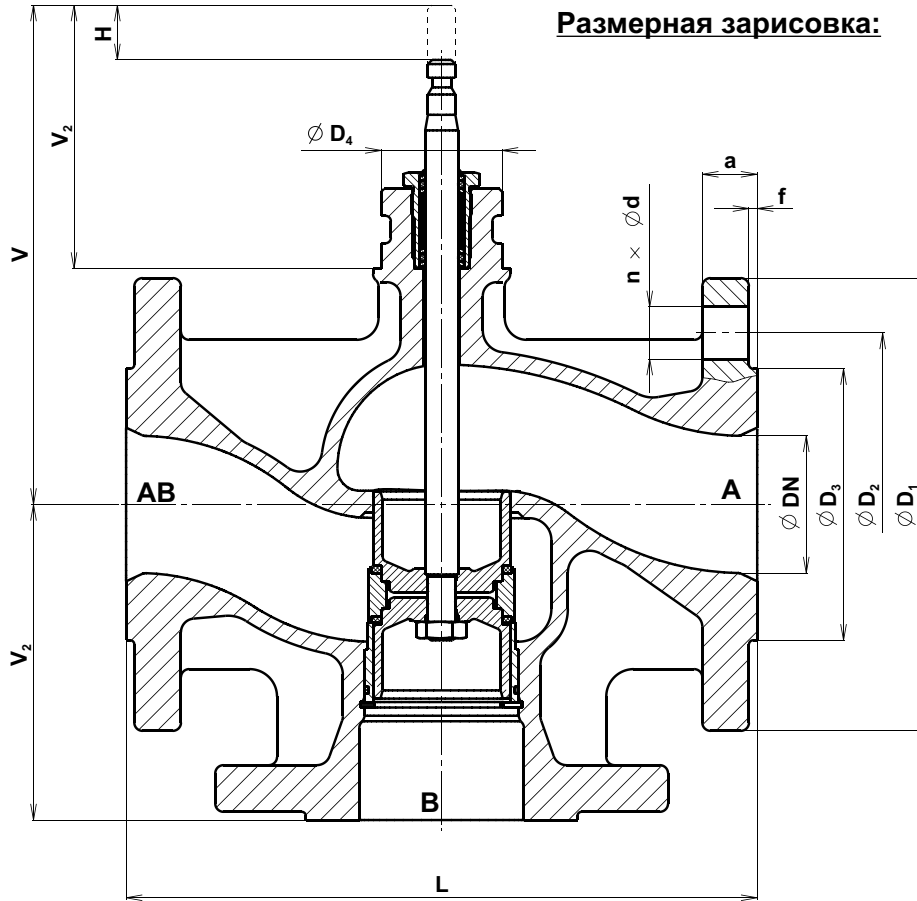 Размерная зарисовка:
H
V₂
V
∅ D₄
a
f
n × ∅d
AB
A
∅ DN
∅ D₃
∅ D₂
∅ D₁
V₂
B
L